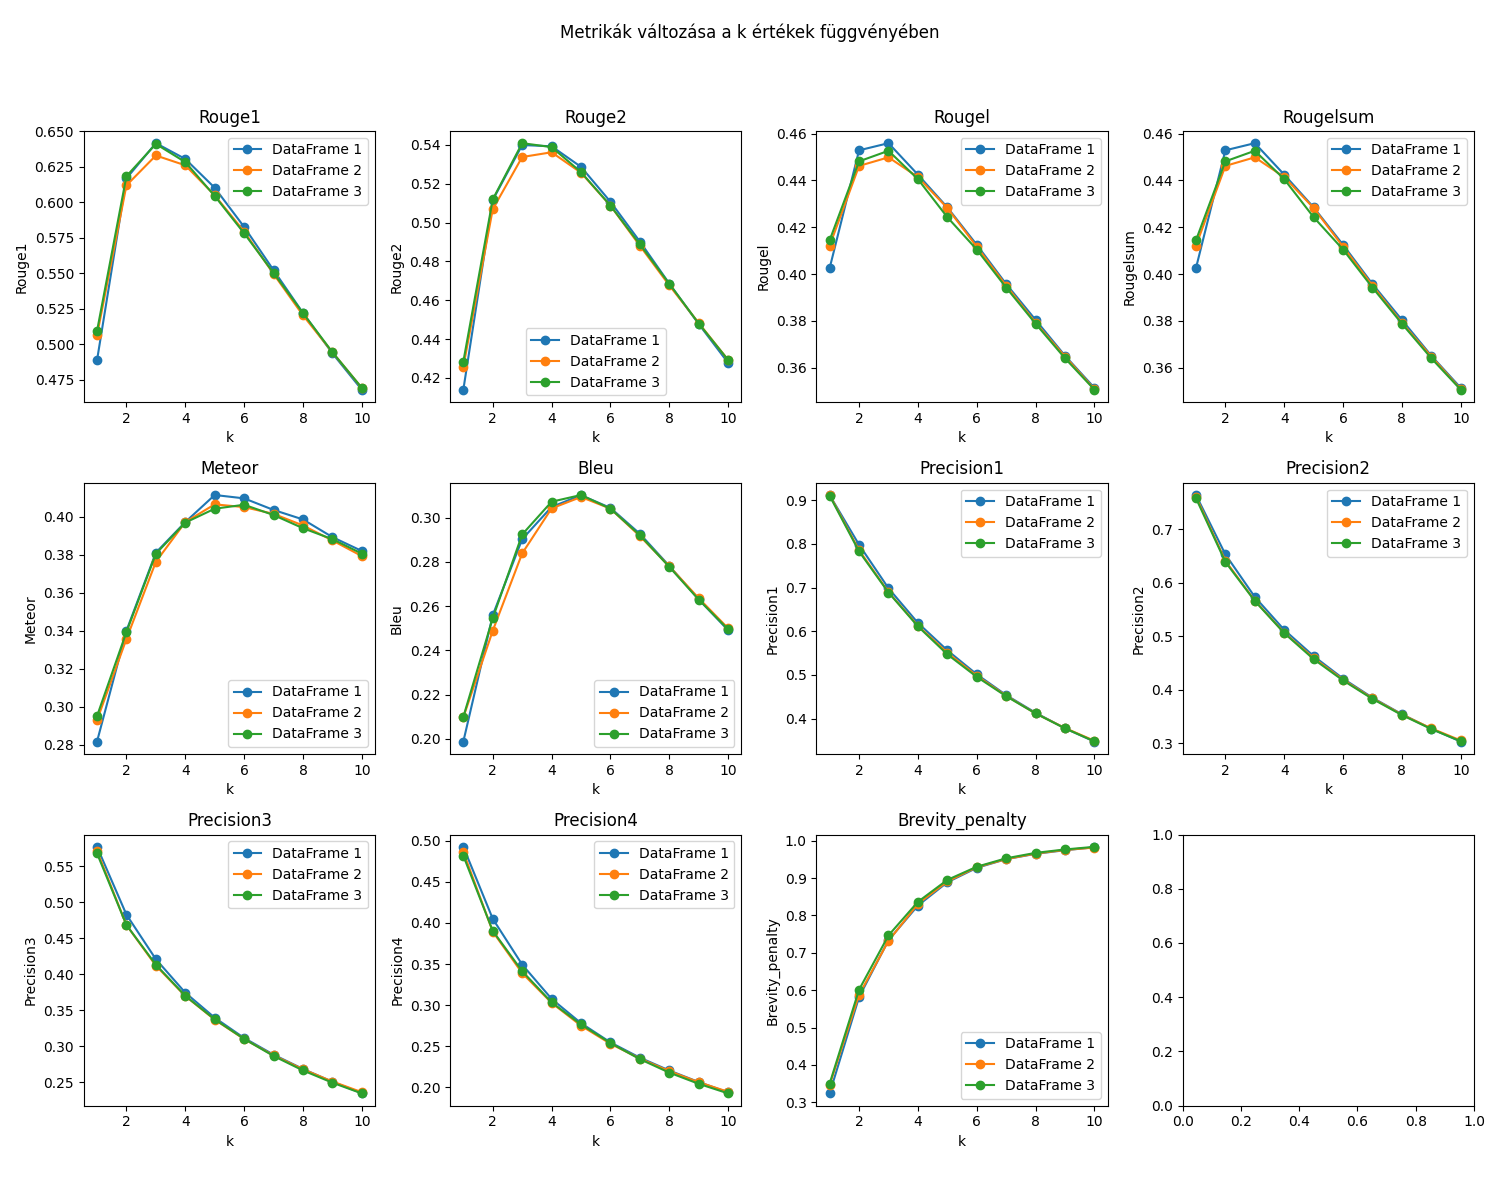 Metrikák változása a k értékek függvényében
Rouge1
0.650
0.625
0.600
0.575
0.550
0.525
0.500
0.475
Rouge1
2 4 6 8 10
k
DataFrame 1
DataFrame 2
DataFrame 3
Rouge2
0.54
0.52
0.50
0.48
0.46
0.44
0.42
Rouge2
2 4 6 8 10
k
DataFrame 1
DataFrame 2
DataFrame 3
Rougel
0.46
0.44
0.42
0.40
0.38
0.36
Rougel
2 4 6 8 10
k
DataFrame 1
DataFrame 2
DataFrame 3
Rougelsum
0.46
0.44
0.42
0.40
0.38
0.36
Rougelsum
2 4 6 8 10
k
DataFrame 1
DataFrame 2
DataFrame 3
Meteor
0.40
0.38
0.36
0.34
0.32
0.30
0.28
Meteor
2 4 6 8 10
k
DataFrame 1
DataFrame 2
DataFrame 3
Bleu
0.30
0.28
0.26
0.24
0.22
0.20
Bleu
2 4 6 8 10
k
DataFrame 1
DataFrame 2
DataFrame 3
Precision1
0.9
0.8
0.7
0.6
0.5
0.4
Precision1
2 4 6 8 10
k
DataFrame 1
DataFrame 2
DataFrame 3
Precision2
0.7
0.6
0.5
0.4
0.3
Precision2
2 4 6 8 10
k
DataFrame 1
DataFrame 2
DataFrame 3
Precision3
0.55
0.50
0.45
0.40
0.35
0.30
0.25
Precision3
2 4 6 8 10
k
DataFrame 1
DataFrame 2
DataFrame 3
Precision4
0.50
0.45
0.40
0.35
0.30
0.25
0.20
Precision4
2 4 6 8 10
k
DataFrame 1
DataFrame 2
DataFrame 3
Brevity_penalty
1.0
0.9
0.8
0.7
0.6
0.5
0.4
0.3
Brevity_penalty
2 4 6 8 10
k
DataFrame 1
DataFrame 2
DataFrame 3
1.0
0.8
0.6
0.4
0.2
0.0
0.0 0.2 0.4 0.6 0.8 1.0